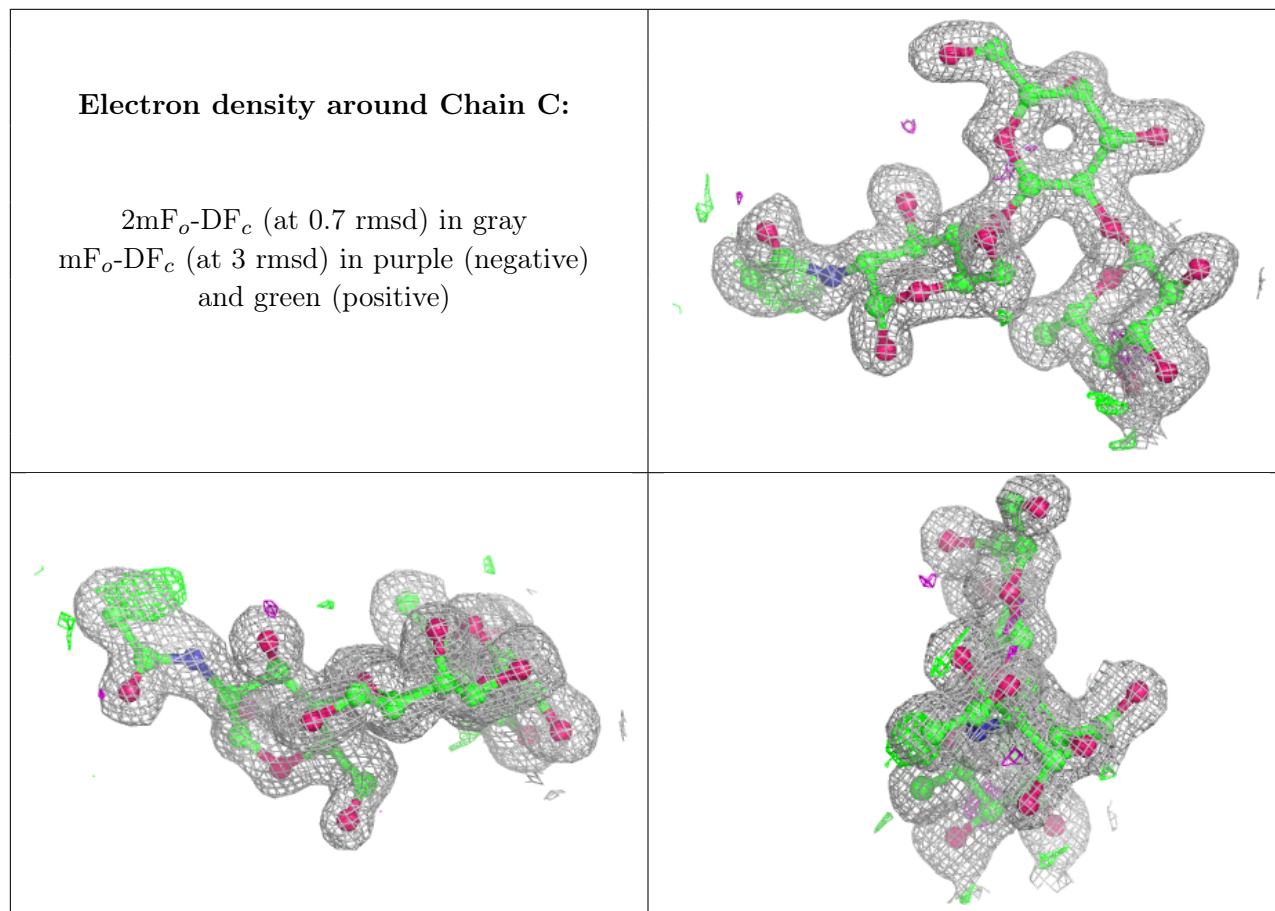 Electron density around Chain C:
2mFₒ-DF𝒸 (at 0.7 rmsd) in gray
mFₒ-DF𝒸 (at 3 rmsd) in purple (negative)
and green (positive)